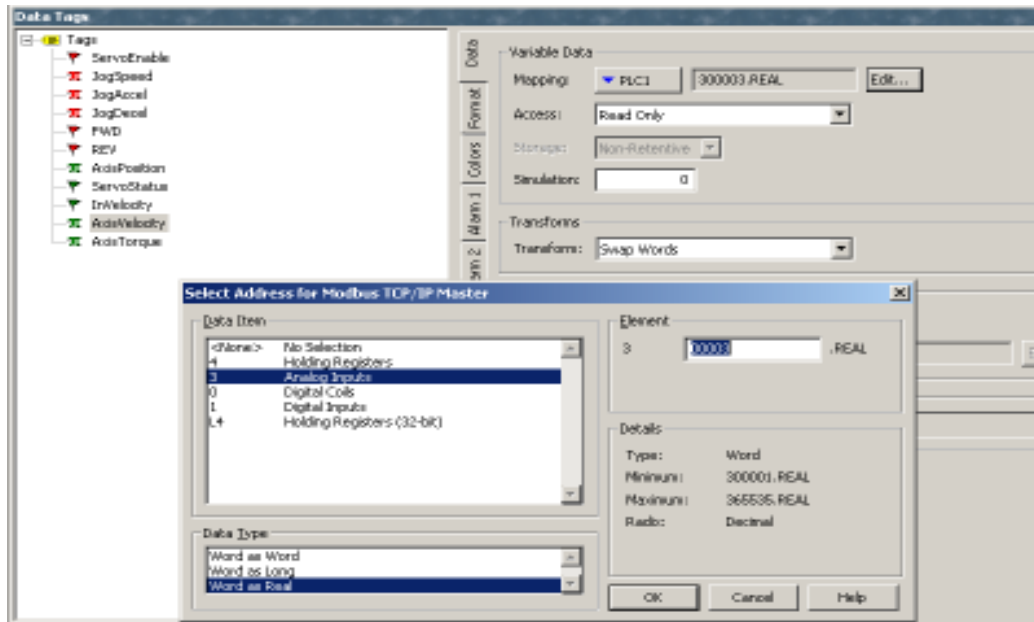 Data Tags
Tags
ServoEnable
JogSpeed
JogAccel
JogDecel
FWD
REV
AxisPosition
ServoStatus
InVelocity
AxisVelocity
AxisTorque
Data
Format
Colors
Alarm 1
Variable Data
Mapping: PLC1 300003.REAL Edit...
Access: Read Only
Storage: Non-Retentive
Simulation: 0
Transforms
Transform: Swap Words
Select Address for Modbus TCP/IP Master
Data Item
<None> No Selection
4 Holding Registers
3 Analog Inputs
0 Digital Coils
1 Digital Inputs
L4 Holding Registers (32-bit)
Data Type
Word as Word
Word as Long
Word as Real
Element
3 00003 .REAL
Details
Type: Word
Minimum: 300001.REAL
Maximum: 365535.REAL
Radix: Decimal
OK Cancel Help